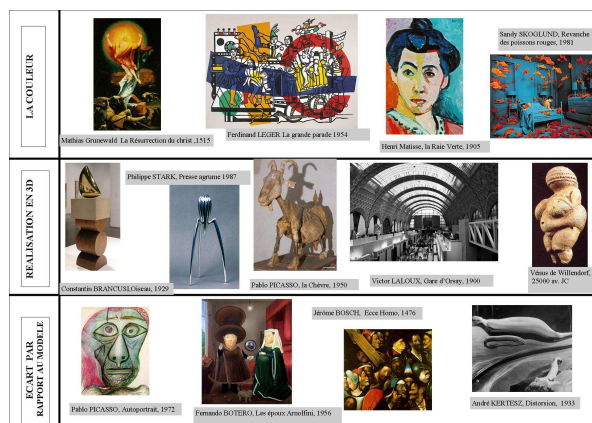 LA COULEUR
Mathias Grunewald La Résurrection du christ ,1515
Ferdinand LEGER La grande parade 1954
Henri Matisse, la Raie Verte, 1905
Sandy SKOGLUND, Revanche
des poissons rouges, 1981
REALISATION EN 3D
Constantin BRANCUSI,Oiseau, 1929
Philippe STARK, Presse agrume 1987
Pablo PICASSO, la Chèvre, 1950
Victor LALOUX, Gare d'Orsay, 1900
Vénus de Willendorf,
25000 av. JC
ECART PAR
RAPPORT AU MODELE
Pablo PICASSO, Autoportrait, 1972
Fernando BOTERO, Les époux Arnolfini, 1956
Jérôme BOSCH, Ecce Homo, 1476
André KERTESZ, Distorsion, 1933